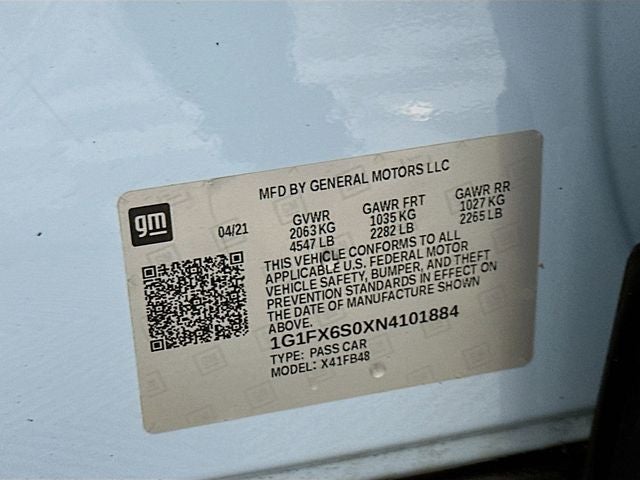 MFD BY GENERAL MOTORS LLC
gm
04/21
GVWR GAWR FRT GAWR RR
2063 KG 1035 KG 1027 KG
4547 LB 2282 LB 2265 LB
THIS VEHICLE CONFORMS TO ALL
APPLICABLE U.S. FEDERAL MOTOR
VEHICLE SAFETY, BUMPER, AND THEFT
PREVENTION STANDARDS IN EFFECT ON
THE DATE OF MANUFACTURE SHOWN
ABOVE.
1G1FX6S0XN4101884
TYPE: PASS CAR
MODEL: X41FB48